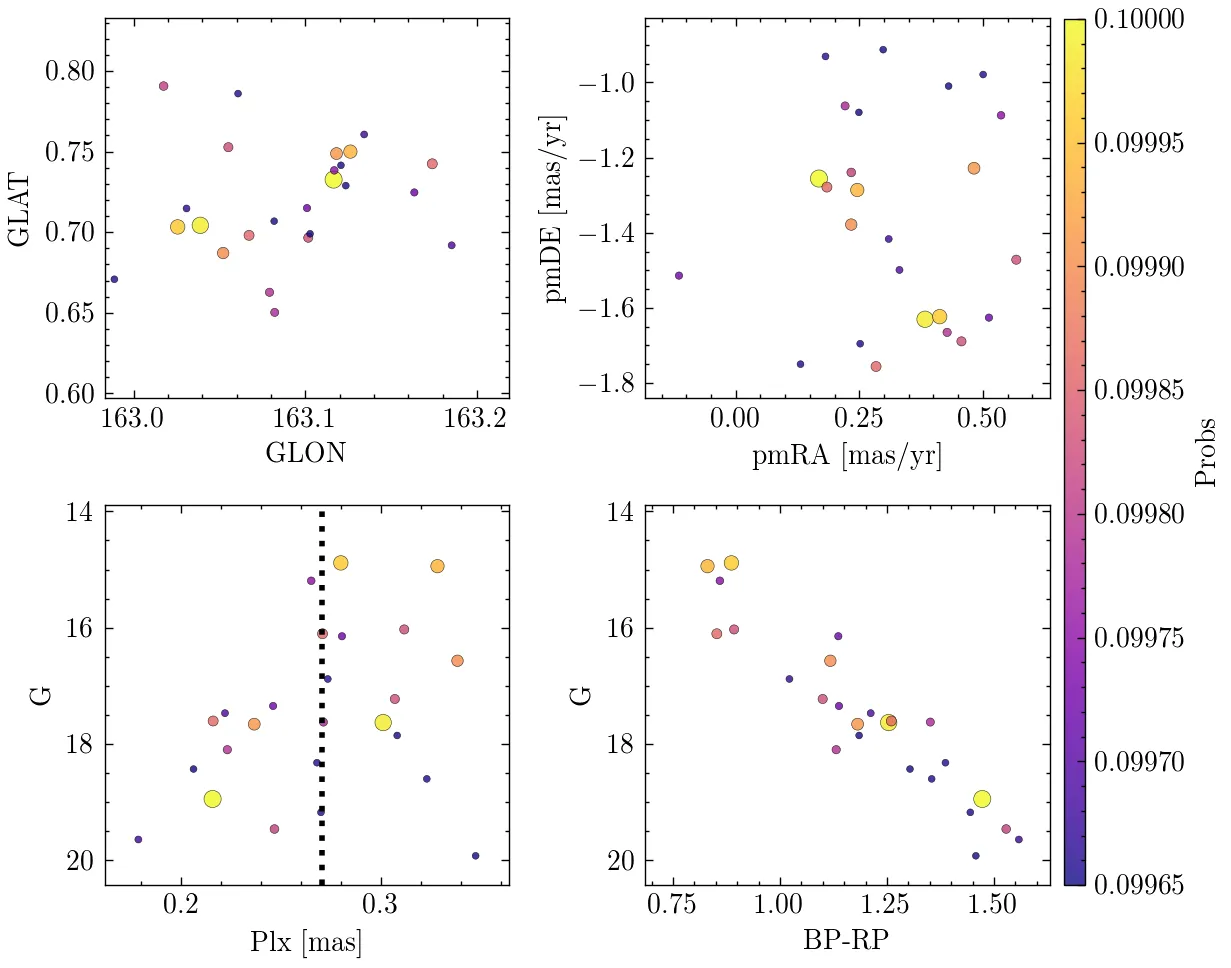 0.80
0.75
0.70
0.65
0.60
GLAT
163.0 163.1 163.2
GLON
−1.0
−1.2
−1.4
−1.6
−1.8
pmDE [mas/yr]
0.00 0.25 0.50
pmRA [mas/yr]
14
16
18
20
G
0.2 0.3
Plx [mas]
14
16
18
20
G
0.75 1.00 1.25 1.50
BP-RP
0.10000
0.09995
0.09990
0.09985
0.09980
0.09975
0.09970
0.09965
Probs